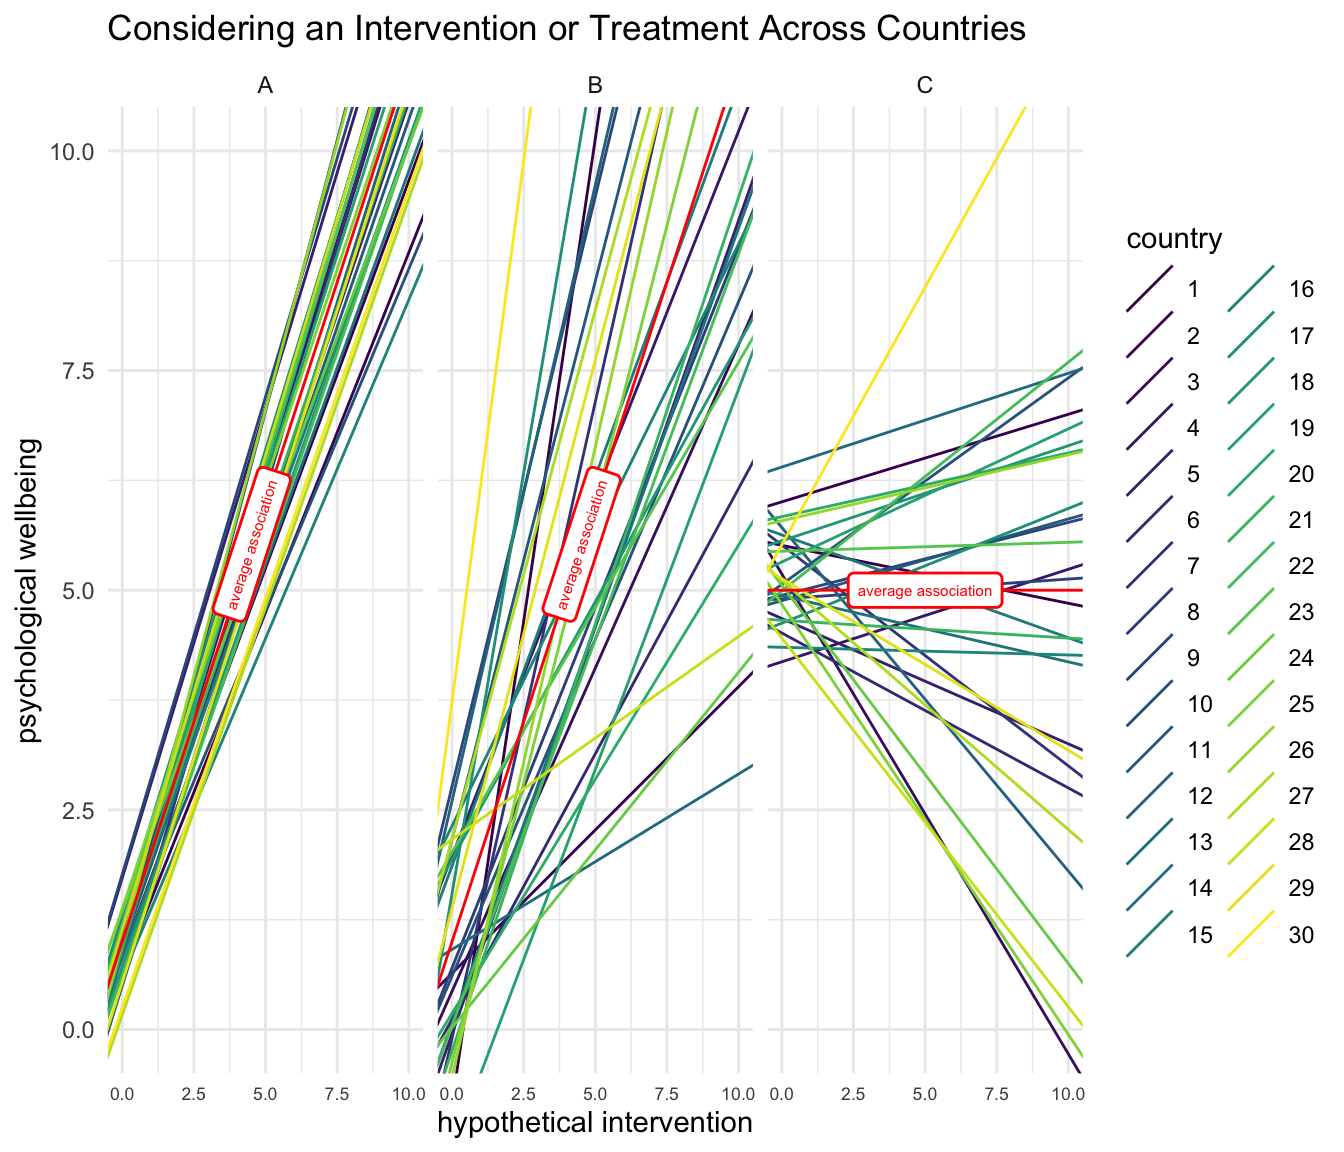 Considering an Intervention or Treatment Across Countries
A B C
psychological wellbeing
10.0
7.5
5.0
2.5
0.0
average association
average association
average association
0.0 2.5 5.0 7.5 10.0 0.0 2.5 5.0 7.5 10.0 0.0 2.5 5.0 7.5 10.0
hypothetical intervention
country
1 16
2 17
3 18
4 19
5 20
6 21
7 22
8 23
9 24
10 25
11 26
12 27
13 28
14 29
15 30